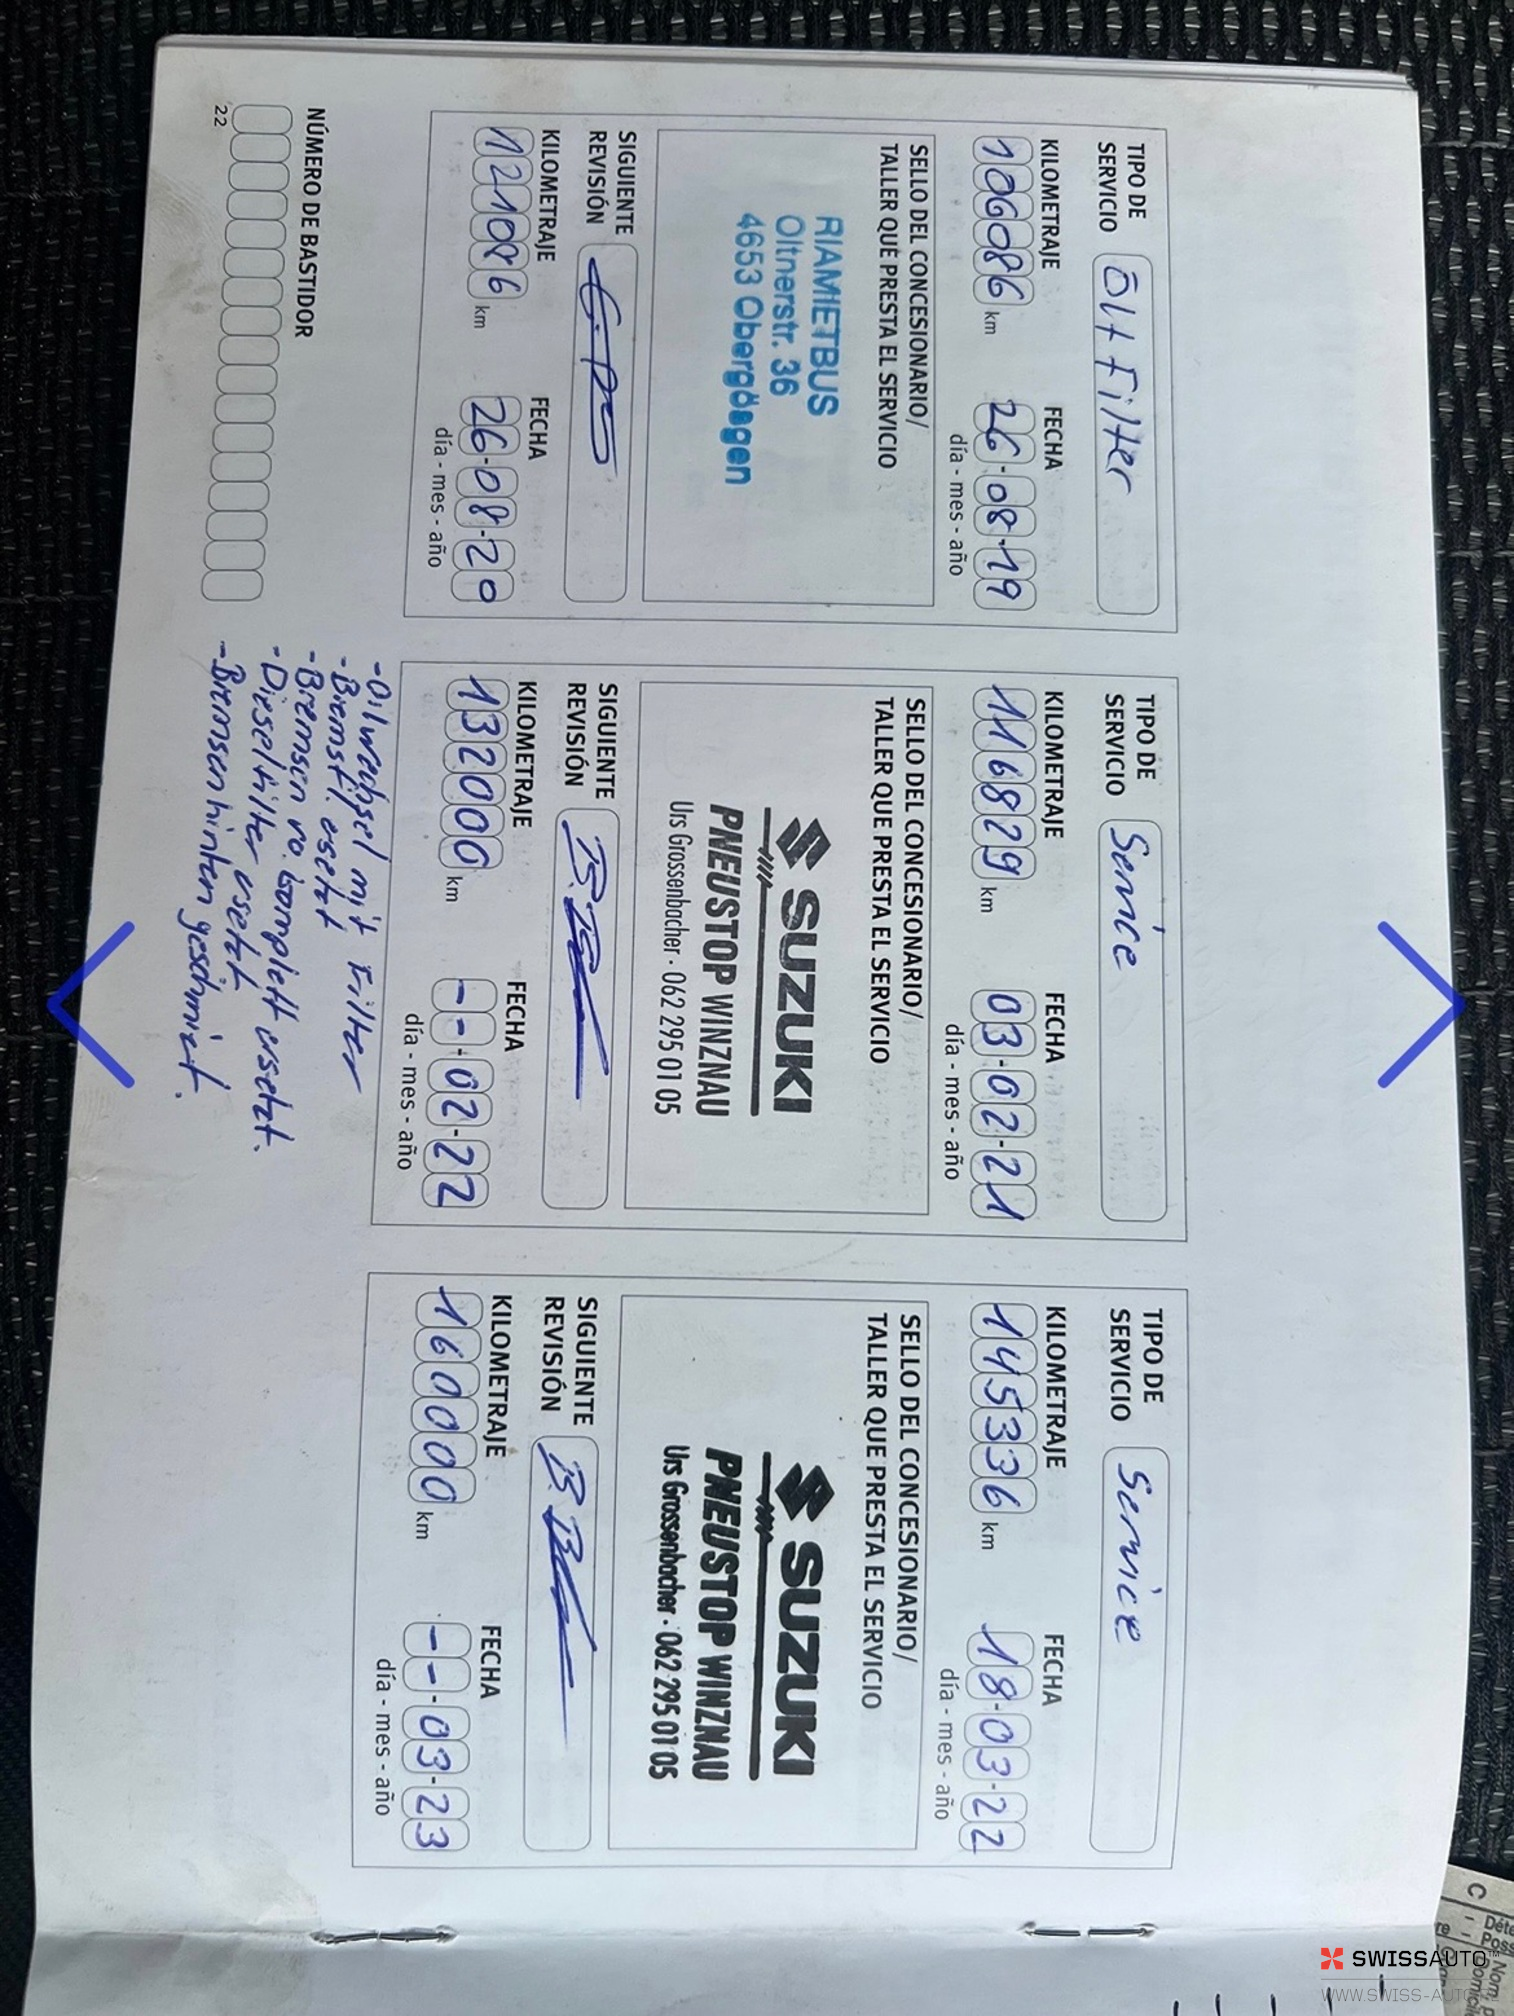 TIPO DE
SERVICIO
Öl + Filter
KILOMETRAJE
106086 km
FECHA
26-08-19
día - mes - año
SELLO DEL CONCESIONARIO/
TALLER QUE PRESTA EL SERVICIO
RIAMIETBUS
Oltnerstr. 36
4653 Obergösgen
SIGUIENTE
REVISIÓN
KILOMETRAJE
121086 km
FECHA
26-08-20
día - mes - año
NÚMERO DE BASTIDOR
22
TIPO DE
SERVICIO
Service
KILOMETRAJE
116829 km
FECHA
03-02-21
día - mes - año
SELLO DEL CONCESIONARIO/
TALLER QUE PRESTA EL SERVICIO
SUZUKI
PNEUSTOP WINZNAU
Urs Grossenbacher · 062 295 01 05
SIGUIENTE
REVISIÓN
KILOMETRAJE
132000 km
FECHA
---02-22
día - mes - año
- Ölwechsel mit Filter
- Bremsfl. esetzt
- Bremsen vo. komplett ersetzt.
- Dieselfilter esetzt
- Bremsen hinten geschmiert.
TIPO DE
SERVICIO
Service
KILOMETRAJE
145336 km
FECHA
18-03-22
día - mes - año
SELLO DEL CONCESIONARIO/
TALLER QUE PRESTA EL SERVICIO
SUZUKI
PNEUSTOP WINZNAU
Urs Grossenbacher · 062 295 01 05
SIGUIENTE
REVISIÓN
KILOMETRAJE
160000 km
FECHA
---03-23
día - mes - año
C
SWISSAUTO™